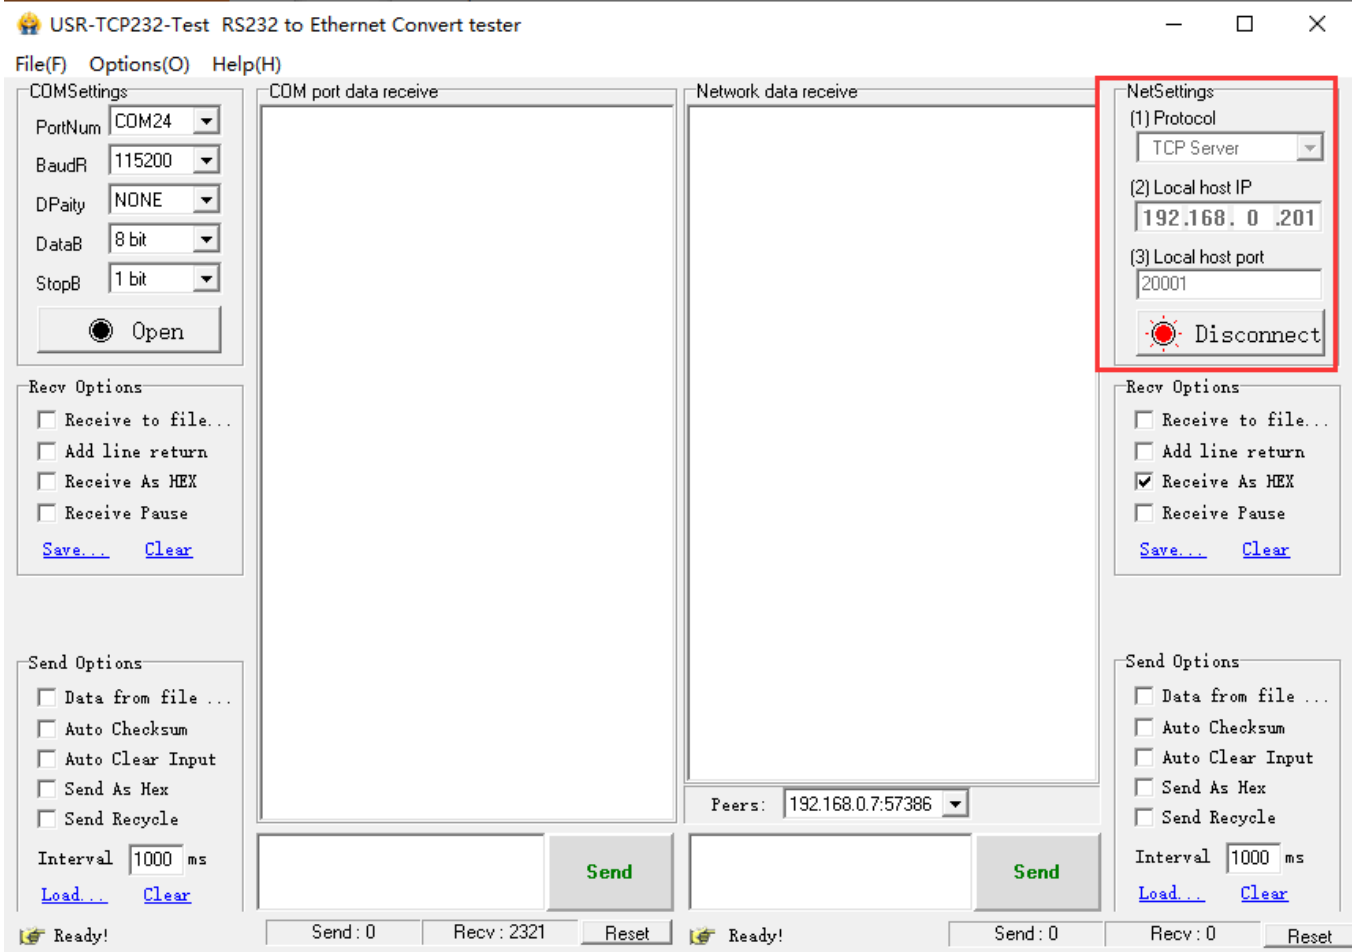 USR-TCP232-Test RS232 to Ethernet Convert tester
File(F) Options(O) Help(H)
COMSettings
PortNum COM24
BaudR 115200
DPaity NONE
DataB 8 bit
StopB 1 bit
Open
Recv Options
Receive to file...
Add line return
Receive As HEX
Receive Pause
Save... Clear
Send Options
Data from file ...
Auto Checksum
Auto Clear Input
Send As Hex
Send Recycle
Interval 1000 ms
Load... Clear
Ready!
COM port data receive
Send
Send : 0 Recv : 2321 Reset
Network data receive
Peers: 192.168.0.7:57386
Send
Ready! Send : 0 Recv : 0 Reset
NetSettings
(1) Protocol
TCP Server
(2) Local host IP
192.168. 0 .201
(3) Local host port
20001
Disconnect
Recv Options
Receive to file...
Add line return
Receive As HEX
Receive Pause
Save... Clear
Send Options
Data from file ...
Auto Checksum
Auto Clear Input
Send As Hex
Send Recycle
Interval 1000 ms
Load... Clear